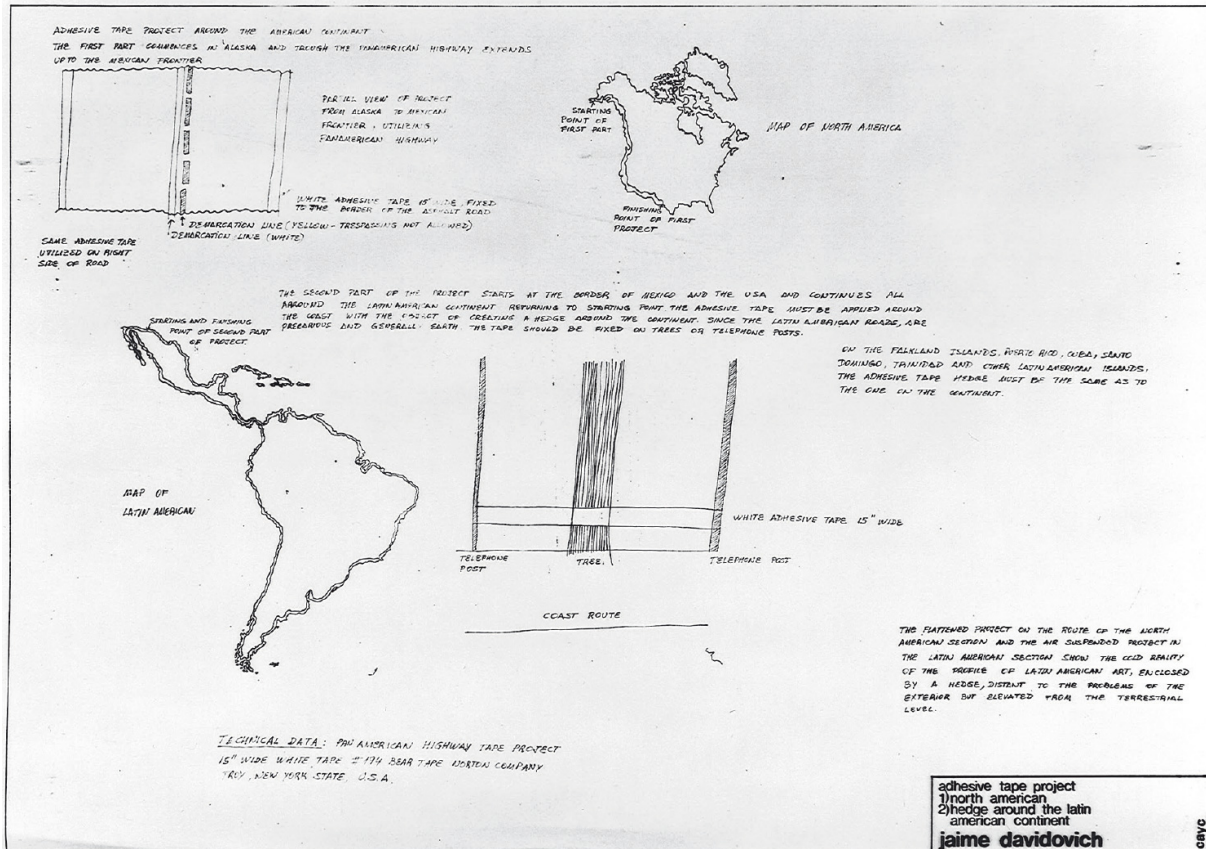 ADHESIVE TAPE PROJECT AROUND THE AMERICAN CONTINENT
THE FIRST PART COMMENCES IN ALASKA AND TROUGH THE PANAMERICAN HIGHWAY EXTENDS
UP TO THE MEXICAN FRONTIER
PARTIAL VIEW OF PROJECT
FROM ALASKA TO MEXICAN
FRONTIER, UTILIZING
PANAMERICAN HIGHWAY
WHITE ADHESIVE TAPE 15" WIDE, FIXED
TO THE BORDER OF THE ASPHALT ROAD
DEMARCATION LINE (YELLOW - TRESPASSING NOT ALLOWED)
DEMARCATION LINE (WHITE)
SAME ADHESIVE TAPE
UTILIZED ON RIGHT
SIDE OF ROAD
STARTING
POINT OF
FIRST PART
MAP OF NORTH AMERICA
FINISHING
POINT OF FIRST
PROJECT
THE SECOND PART OF THE PROJECT STARTS AT THE BORDER OF MEXICO AND THE USA AND CONTINUES ALL
AROUND THE LATIN AMERICAN CONTINENT RETURNING TO STARTING POINT THE ADHESIVE TAPE MUST BE APPLIED AROUND
THE COAST WITH THE OBJECT OF CREATING A HEDGE AROUND THE CONTINENT. SINCE THE LATIN AMERICAN ROADS, ARE
PRECARIOUS AND GENERALL EARTH. THE TAPE SHOULD BE FIXED ON TREES OR TELEPHONE POSTS.
STARTING AND FINISHING
POINT OF SECOND PART
OF PROJECT
ON THE FALKLAND ISLANDS, PUERTO RICO, CUBA, SANTO
DOMINGO, TRINIDAD AND OTHER LATIN AMERICAN ISLANDS,
THE ADHESIVE TAPE HEDGE MUST BE THE SAME AS TO
THE ONE ON THE CONTINENT.
MAP OF
LATIN AMERICAN
WHITE ADHESIVE TAPE 15" WIDE
TELEPHONE
POST
TREE.
TELEPHONE POST
COAST ROUTE
THE FLATTENED PROJECT ON THE ROUTE OF THE NORTH
AMERICAN SECTION AND THE AIR SUSPENDED PROJECT IN
THE LATIN AMERICAN SECTION SHOW THE COLD REALITY
OF THE PROFILE OF LATIN AMERICAN ART, ENCLOSED
BY A HEDGE, DISTENT TO THE PROBLEMS OF THE
EXTERIOR BUT ELEVATED FROM THE TERRESTRIAL
LEVEL.
TECHNICAL DATA: PAN AMERICAN HIGHWAY TAPE PROJECT
15" WIDE WHITE TAPE #174 BEAR TAPE NORTON COMPANY
TROY, NEW YORK STATE, U.S.A.
adhesive tape project
1)north american
2)hedge around the latin
american continent
jaime davidovich
cayc